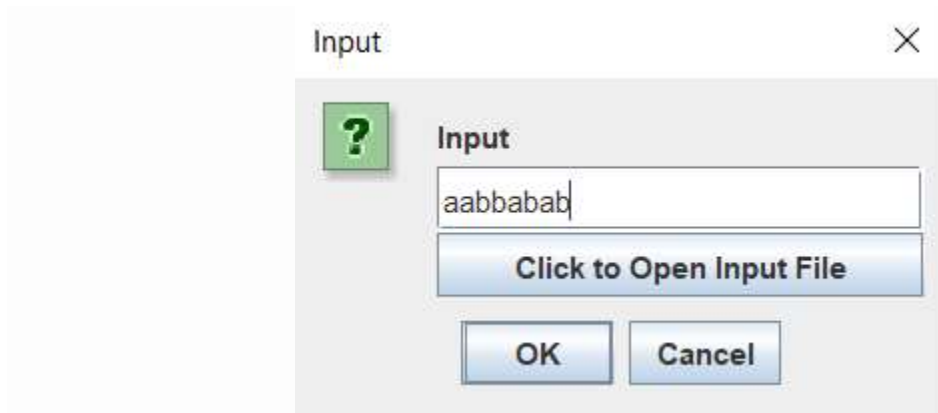 Input
Input
aabbabab
Click to Open Input File
OK Cancel